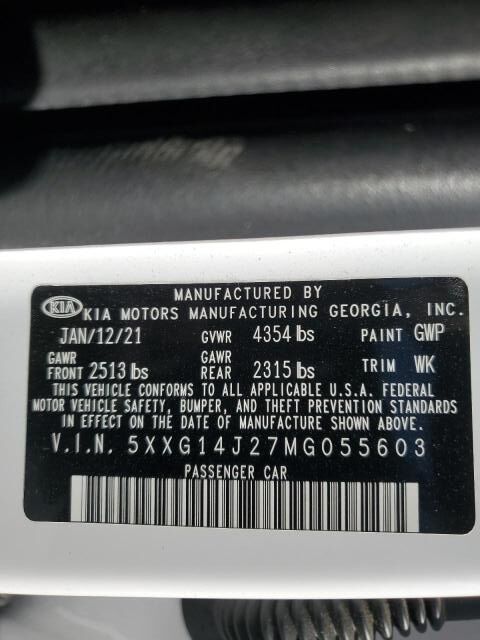 MANUFACTURED BY
KIA KIA MOTORS MANUFACTURING GEORGIA, INC.
JAN/12/21 GVWR 4354 lbs PAINT GWP
GAWR FRONT 2513 lbs GAWR REAR 2315 lbs TRIM WK
THIS VEHICLE CONFORMS TO ALL APPLICABLE U.S.A. FEDERAL
MOTOR VEHICLE SAFETY, BUMPER, AND THEFT PREVENTION STANDARDS
IN EFFECT ON THE DATE OF MANUFACTURE SHOWN ABOVE.
V.I.N. 5XXG14J27MG055603
PASSENGER CAR